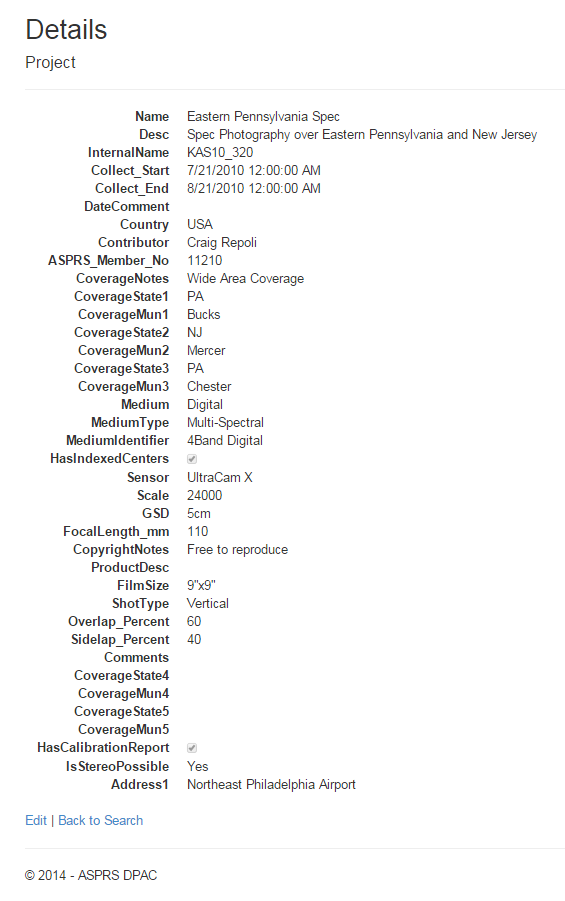 Details
Project
Name Eastern Pennsylvania Spec
Desc Spec Photography over Eastern Pennsylvania and New Jersey
InternalName KAS10_320
Collect_Start 7/21/2010 12:00:00 AM
Collect_End 8/21/2010 12:00:00 AM
DateComment
Country USA
Contributor Craig Repoli
ASPRS_Member_No 11210
CoverageNotes Wide Area Coverage
CoverageState1 PA
CoverageMun1 Bucks
CoverageState2 NJ
CoverageMun2 Mercer
CoverageState3 PA
CoverageMun3 Chester
Medium Digital
MediumType Multi-Spectral
MediumIdentifier 4Band Digital
HasIndexedCenters
Sensor UltraCam X
Scale 24000
GSD 5cm
FocalLength_mm 110
CopyrightNotes Free to reproduce
ProductDesc
FilmSize 9"x9"
ShotType Vertical
Overlap_Percent 60
Sidelap_Percent 40
Comments
CoverageState4
CoverageMun4
CoverageState5
CoverageMun5
HasCalibrationReport
IsStereoPossible Yes
Address1 Northeast Philadelphia Airport
Edit | Back to Search
© 2014 - ASPRS DPAC